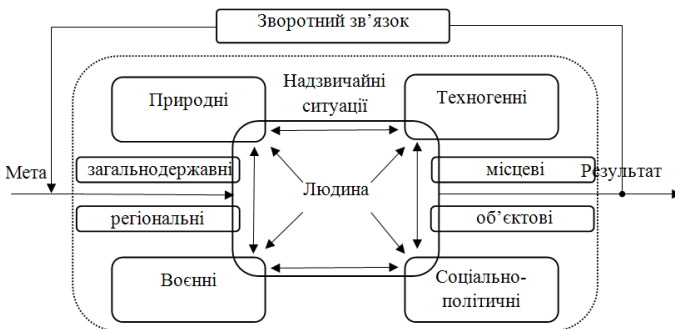 Зворотний зв’язок
Природні
Надзвичайні
ситуації
Техногенні
Мета
загальнодержавні
місцеві
Результат
Людина
регіональні
об’єктові
Воєнні
Соціально-
політичні